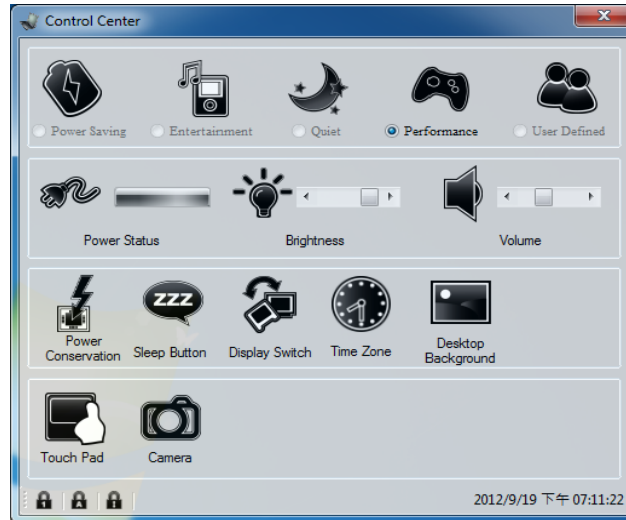 Control Center
Power Saving Entertainment Quiet Performance User Defined
Power Status Brightness Volume
Power Conservation Sleep Button Display Switch Time Zone Desktop Background
ZZZ
Touch Pad Camera
2012/9/19 下午 07:11:22